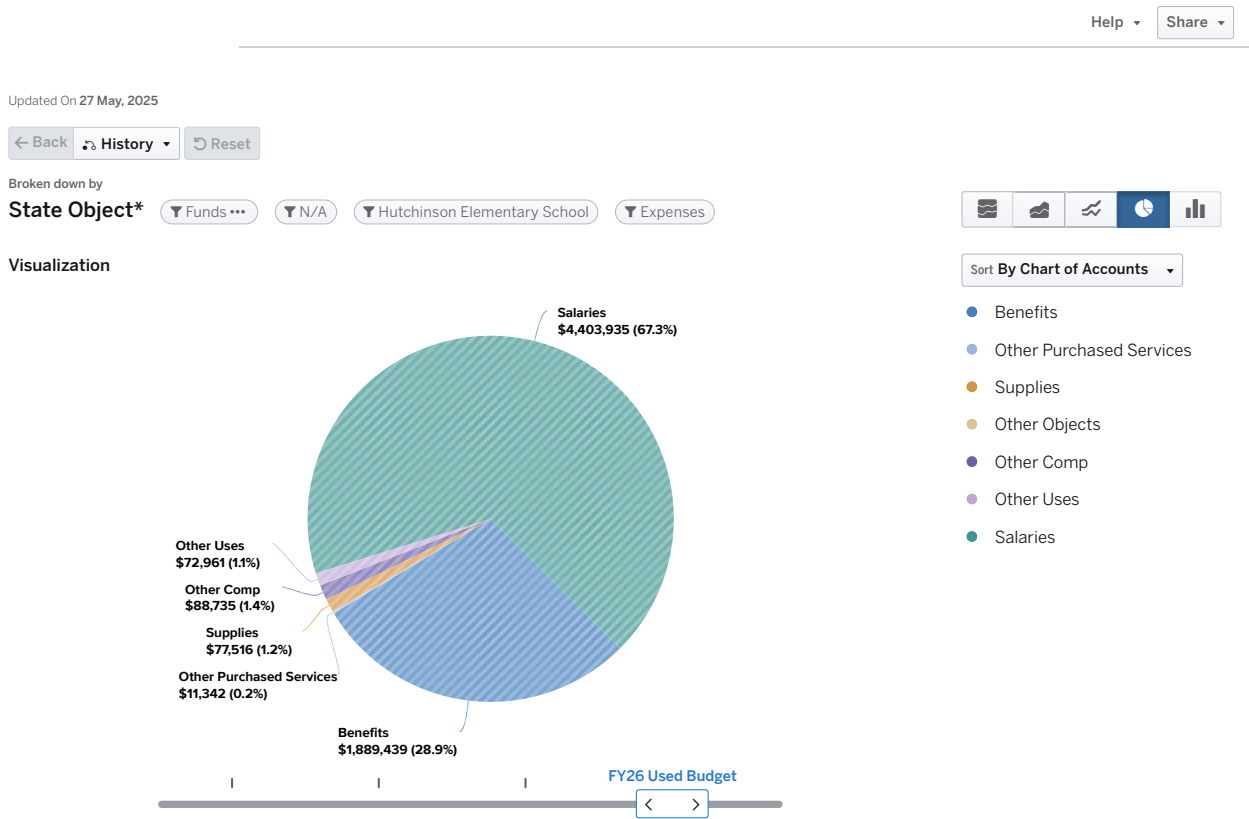 Help
Share
Updated On 27 May, 2025
Back
History
Reset
Broken down by
State Object*
Funds •••
N/A
Hutchinson Elementary School
Expenses
Visualization
Sort By Chart of Accounts
Benefits
Other Purchased Services
Supplies
Other Objects
Other Comp
Other Uses
Salaries
Salaries
$4,403,935 (67.3%)
Other Uses
$72,961 (1.1%)
Other Comp
$88,735 (1.4%)
Supplies
$77,516 (1.2%)
Other Purchased Services
$11,342 (0.2%)
Benefits
$1,889,439 (28.9%)
FY26 Used Budget